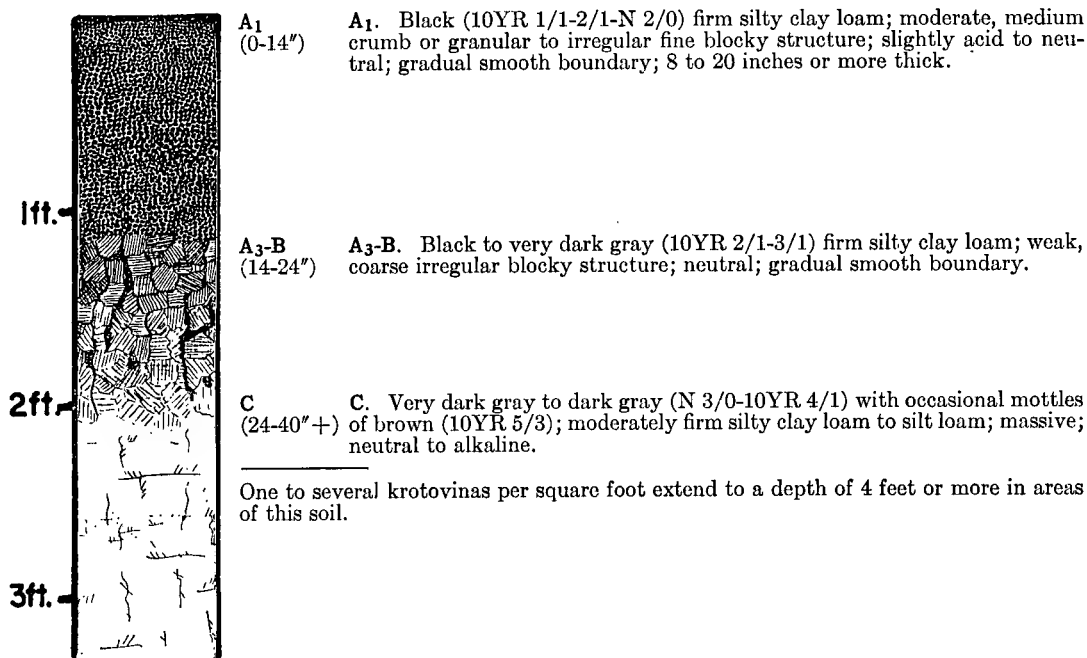 A₁ A₁. Black (10YR 1/1-2/1-N 2/0) firm silty clay loam; moderate, medium
(0-14″) crumb or granular to irregular fine blocky structure; slightly acid to neu-
tral; gradual smooth boundary; 8 to 20 inches or more thick.
1ft.
A₃-B A₃-B. Black to very dark gray (10YR 2/1-3/1) firm silty clay loam; weak,
(14-24″) coarse irregular blocky structure; neutral; gradual smooth boundary.
2ft.
C C. Very dark gray to dark gray (N 3/0-10YR 4/1) with occasional mottles
(24-40″+) of brown (10YR 5/3); moderately firm silty clay loam to silt loam; massive;
neutral to alkaline.
One to several krotovinas per square foot extend to a depth of 4 feet or more in areas
of this soil.
3ft.